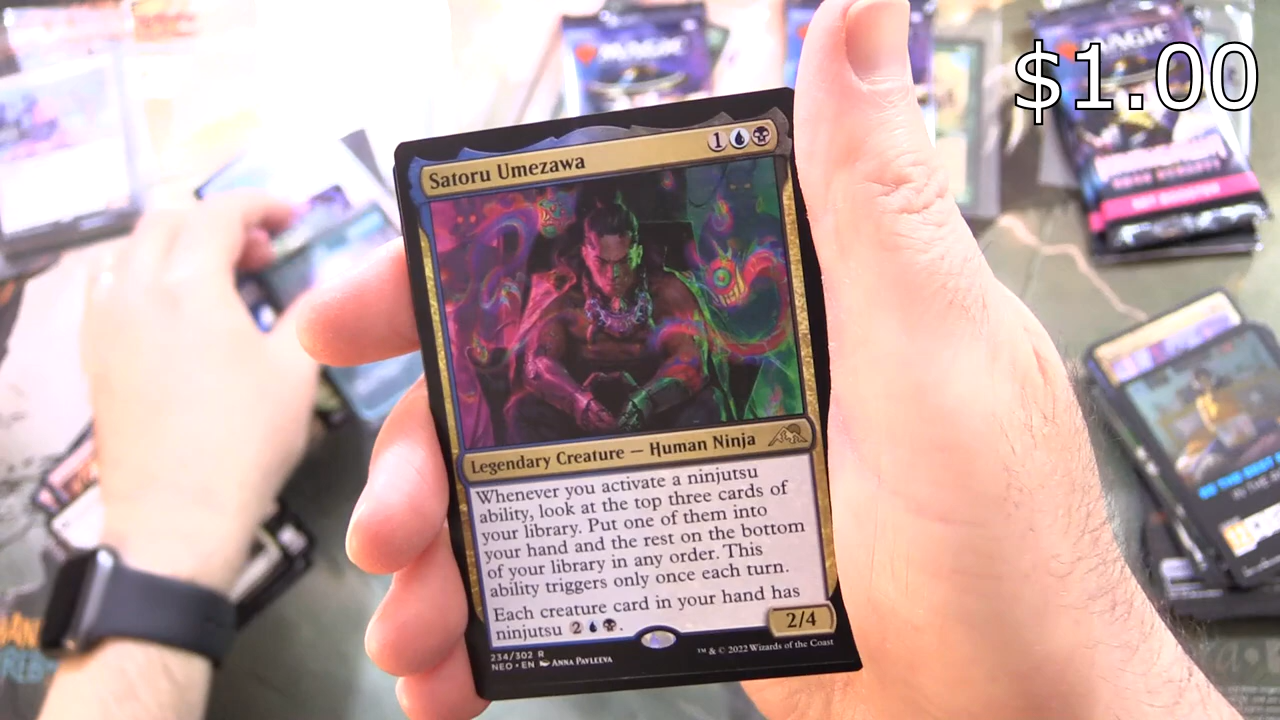 $1.00
MAGIC
Satoru Umezawa
1
Legendary Creature — Human Ninja
Whenever you activate a ninjutsu
ability, look at the top three cards of
your library. Put one of them into
your hand and the rest on the bottom
of your library in any order. This
ability triggers only once each turn.
Each creature card in your hand has
ninjutsu 2.
2/4
234/302 R
NEO • EN Anna Pavleeva
™ & © 2022 Wizards of the Coast